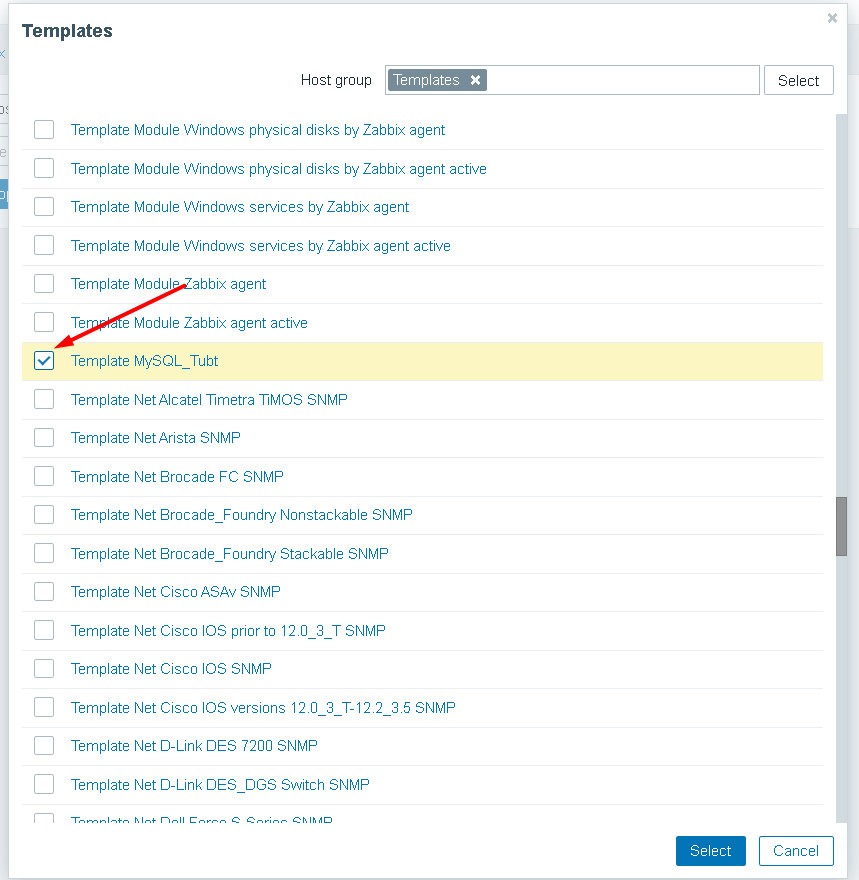 Templates
Host group Templates Select
Template Module Windows physical disks by Zabbix agent
Template Module Windows physical disks by Zabbix agent active
Template Module Windows services by Zabbix agent
Template Module Windows services by Zabbix agent active
Template Module Zabbix agent
Template Module Zabbix agent active
Template MySQL_Tubt
Template Net Alcatel Timetra TiMOS SNMP
Template Net Arista SNMP
Template Net Brocade FC SNMP
Template Net Brocade_Foundry Nonstackable SNMP
Template Net Brocade_Foundry Stackable SNMP
Template Net Cisco ASAv SNMP
Template Net Cisco IOS prior to 12.0_3_T SNMP
Template Net Cisco IOS SNMP
Template Net Cisco IOS versions 12.0_3_T-12.2_3.5 SNMP
Template Net D-Link DES 7200 SNMP
Template Net D-Link DES_DGS Switch SNMP
Template Net Dell Force S-Series SNMP
Select Cancel